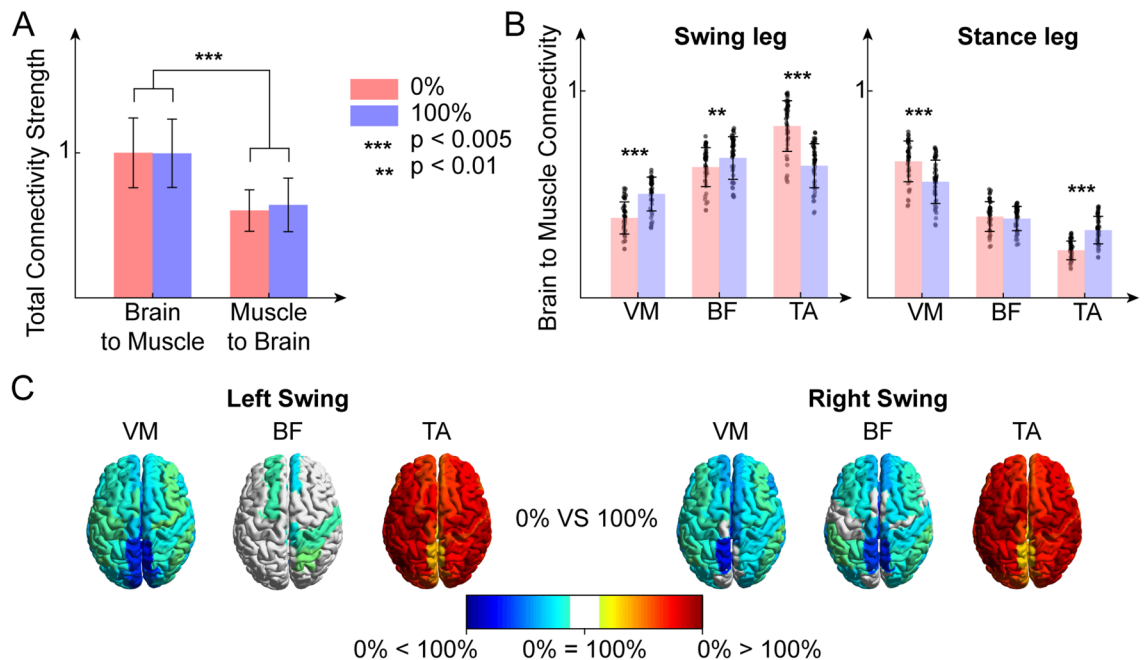 A
Total Connectivity Strength
1
***
0%
100%
*** p < 0.005
** p < 0.01
Brain
to Muscle
Muscle
to Brain
B
Brain to Muscle Connectivity
Swing leg
1
***
**
***
VM BF TA
Stance leg
1
***
***
VM BF TA
C
Left Swing
VM BF TA
0% VS 100%
Right Swing
VM BF TA
0% < 100% 0% = 100% 0% > 100%